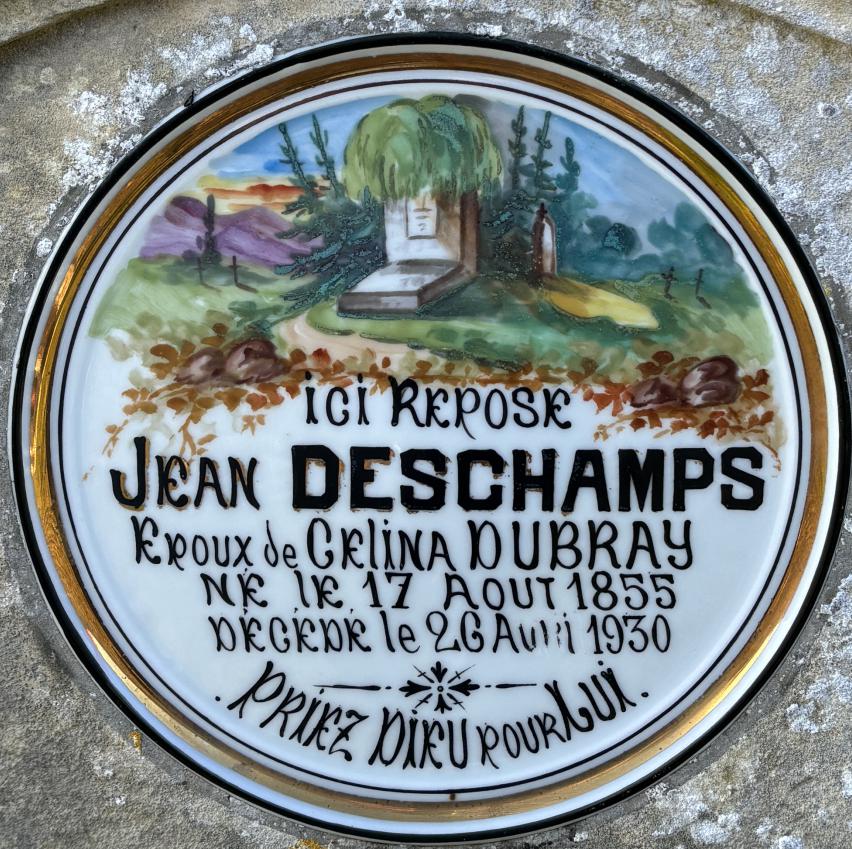 ICI REPOSE
JEAN DESCHAMPS
EPOUX de CELINA DUBRAY
NÉ LE 17 AOUT 1855
DÉCÉDÉ le 26 Avril 1930
. PRIEZ DIEU POUR LUI .